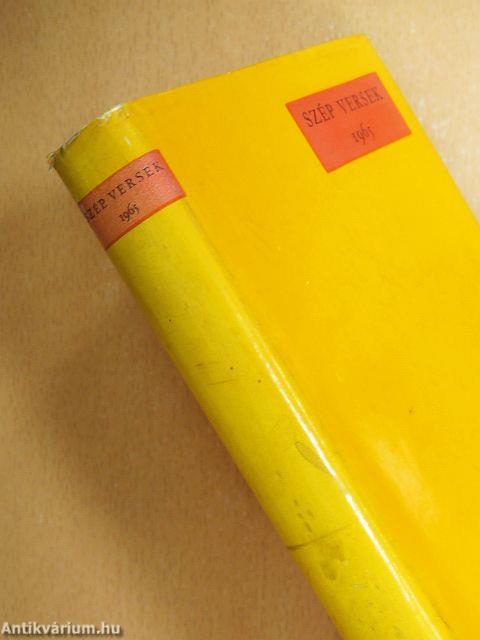 SZÉP VERSEK
1965
SZÉP VERSEK
1965
Antikvárium.hu